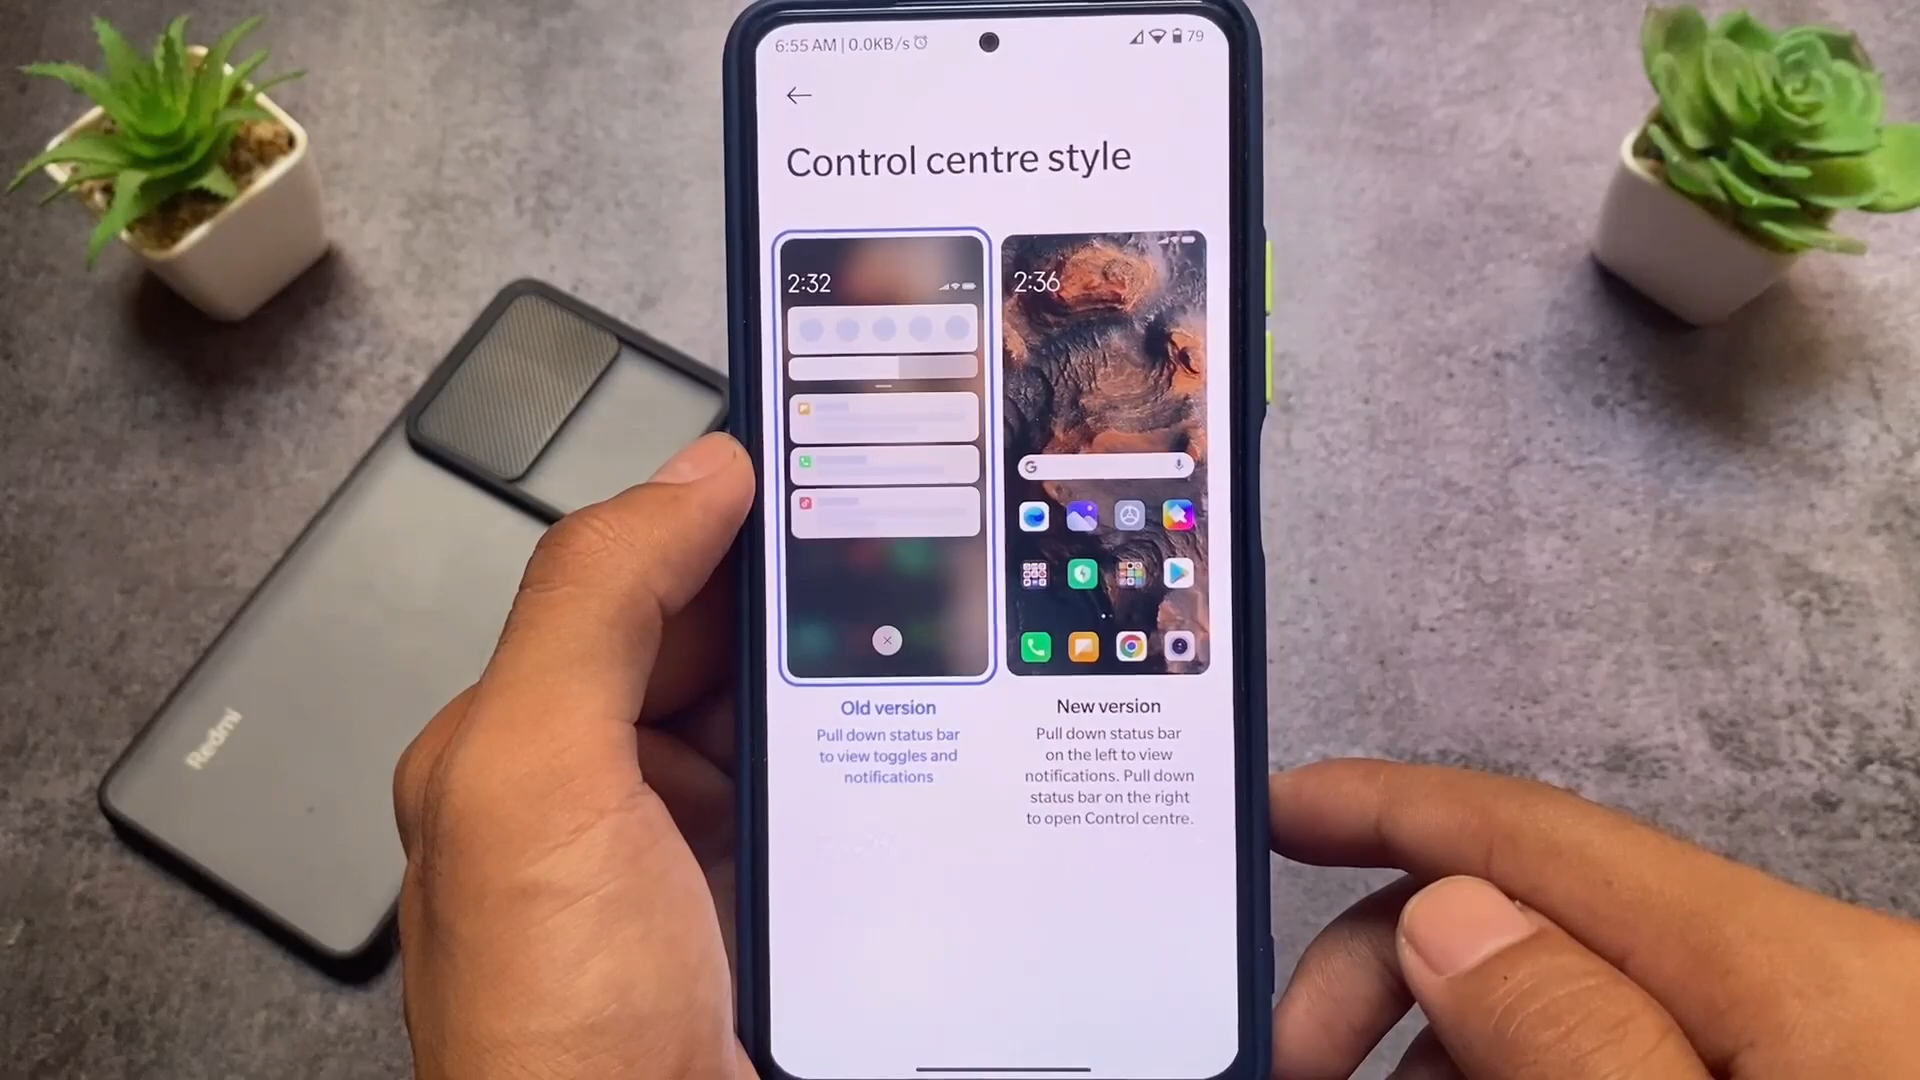 6:55 AM | 0.0KB/s
79
Control centre style
2:32
2:36
G
Old version
Pull down status bar
to view toggles and
notifications
New version
Pull down status bar
on the left to view
notifications. Pull down
status bar on the right
to open Control centre.
Redmi